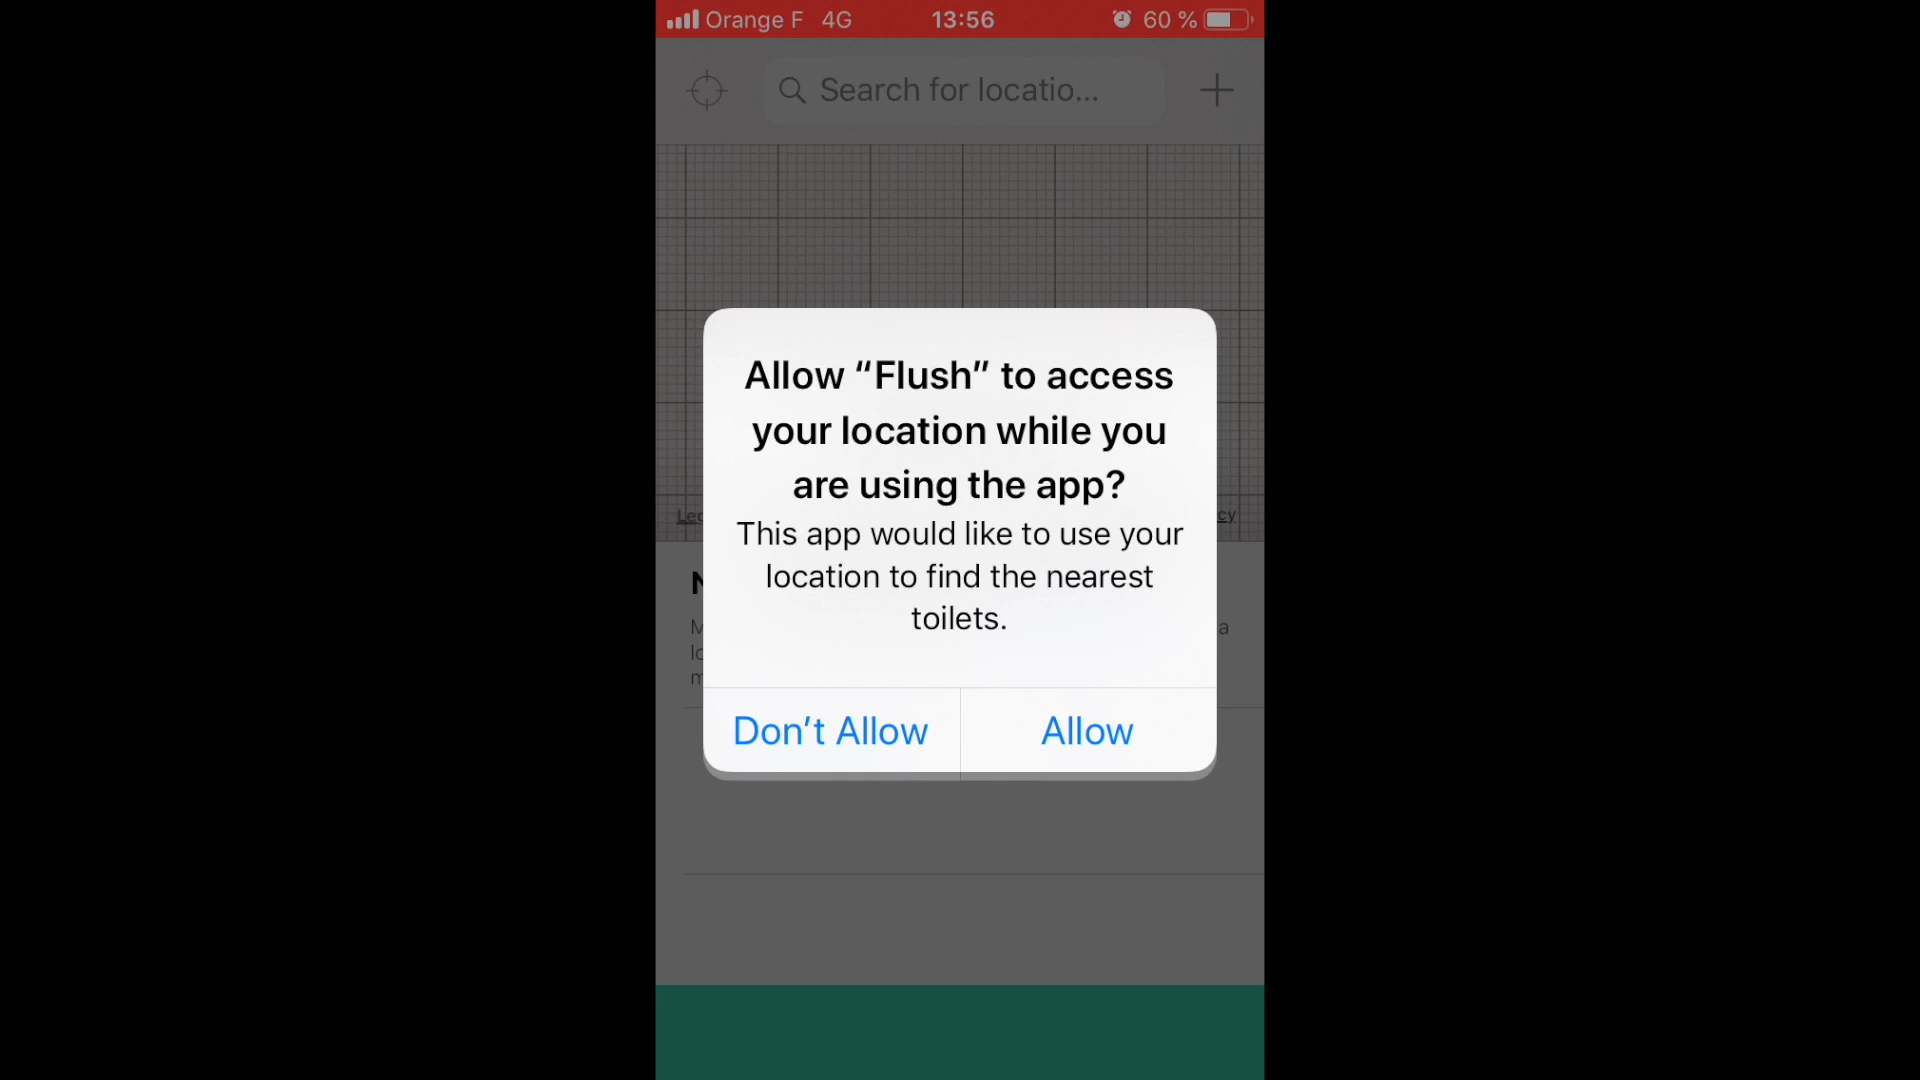 Orange F 4G 13:56 60 %
Search for locatio...
Allow “Flush” to access
your location while you
are using the app?
This app would like to use your
location to find the nearest
toilets.
Don’t Allow Allow